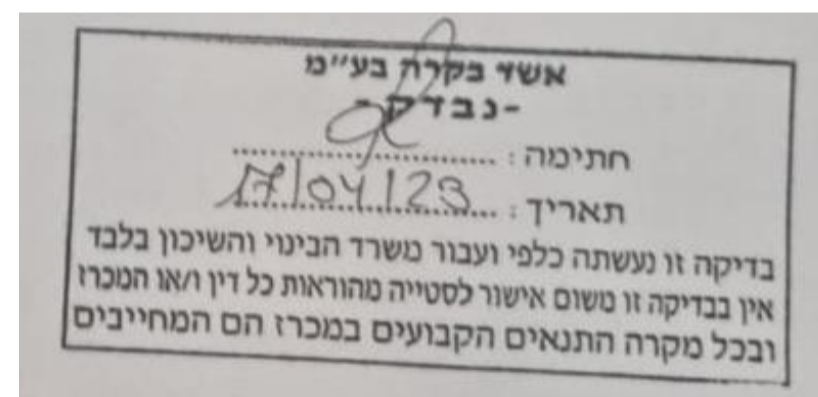 אשד בקרה בע״מ
-נבדק-
חתימה:
תאריך: 17/04/23
בדיקה זו נעשתה כלפי ועבור משרד הבינוי והשיכון בלבד
אין בבדיקה זו משום אישור לסטייה מהוראות כל דין ו/או המכרז
ובכל מקרה התנאים הקבועים במכרז הם המחייבים